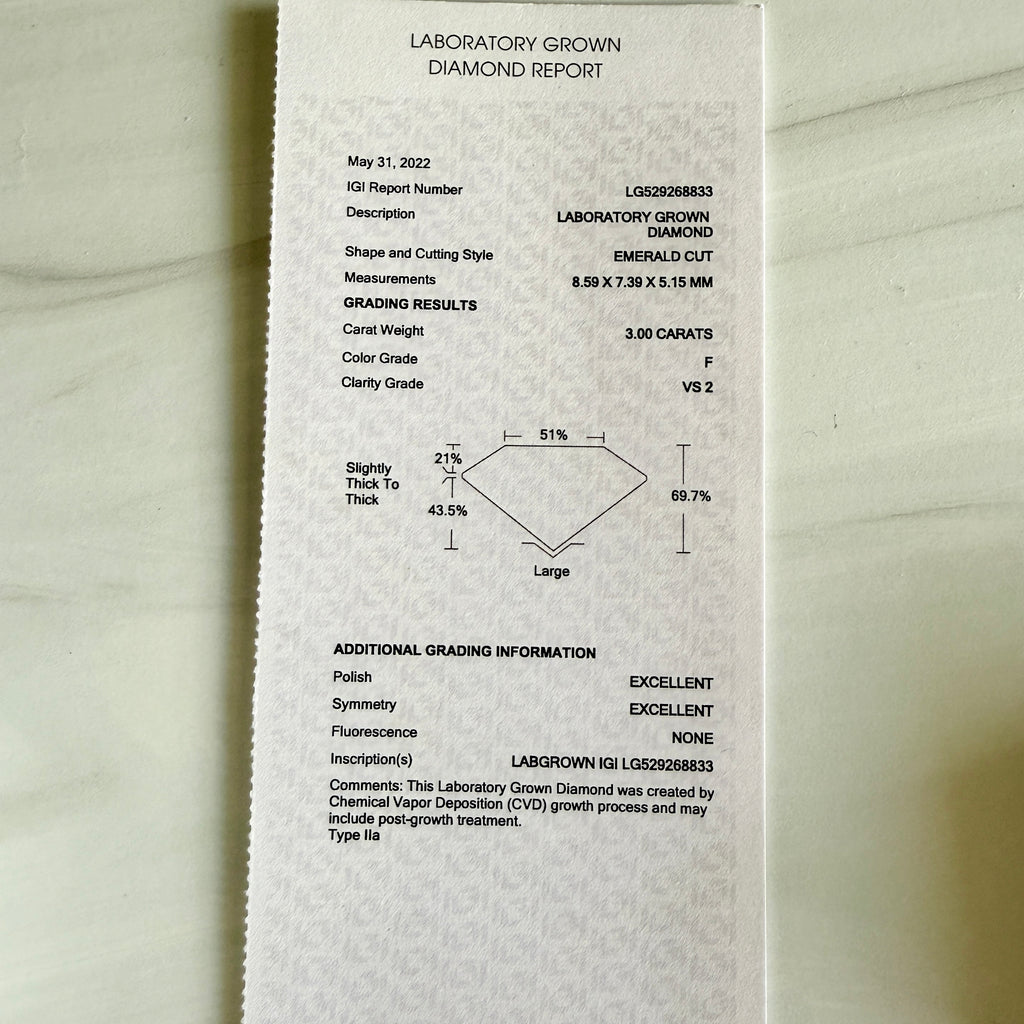 LABORATORY GROWN
DIAMOND REPORT
May 31, 2022
IGI Report Number LG529268833
Description LABORATORY GROWN
DIAMOND
Shape and Cutting Style EMERALD CUT
Measurements 8.59 X 7.39 X 5.15 MM
GRADING RESULTS
Carat Weight 3.00 CARATS
Color Grade F
Clarity Grade VS 2
51%
21%
Slightly
Thick To
Thick
69.7%
43.5%
Large
ADDITIONAL GRADING INFORMATION
Polish EXCELLENT
Symmetry EXCELLENT
Fluorescence NONE
Inscription(s) LABGROWN IGI LG529268833
Comments: This Laboratory Grown Diamond was created by
Chemical Vapor Deposition (CVD) growth process and may
include post-growth treatment.
Type IIa